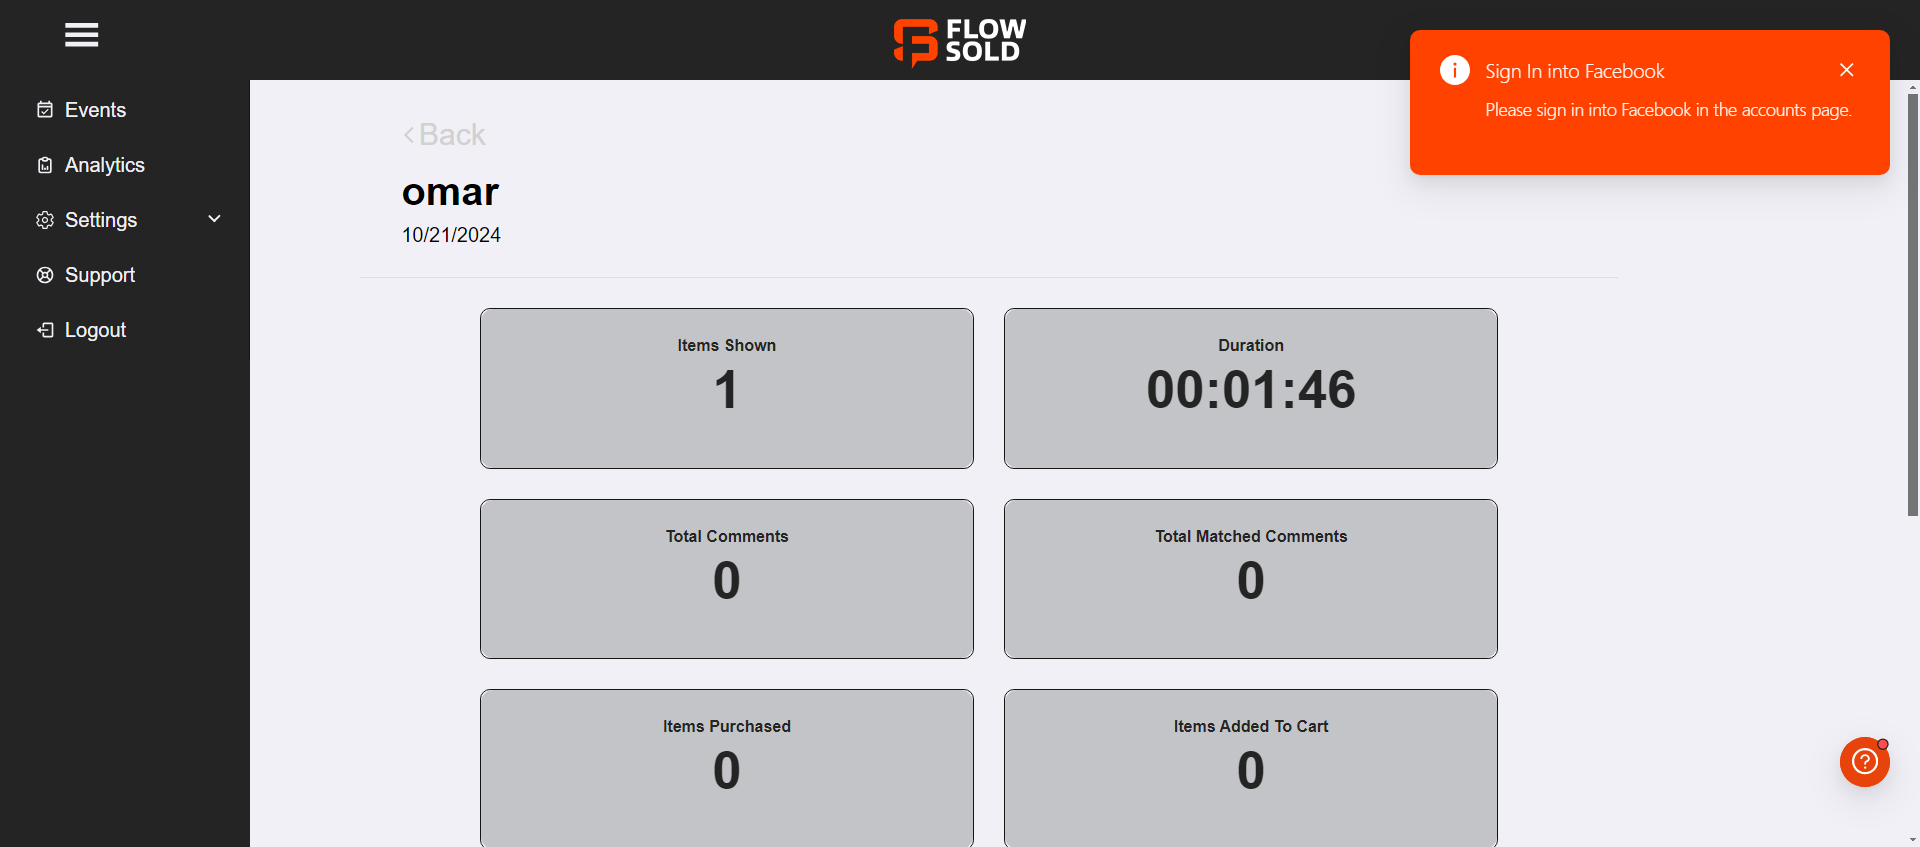 FLOW
SOLD
Sign In into Facebook
Please sign in into Facebook in the accounts page.
Events
Analytics
Settings
Support
Logout
Back
omar
10/21/2024
Items Shown
1
Duration
00:01:46
Total Comments
0
Total Matched Comments
0
Items Purchased
0
Items Added To Cart
0